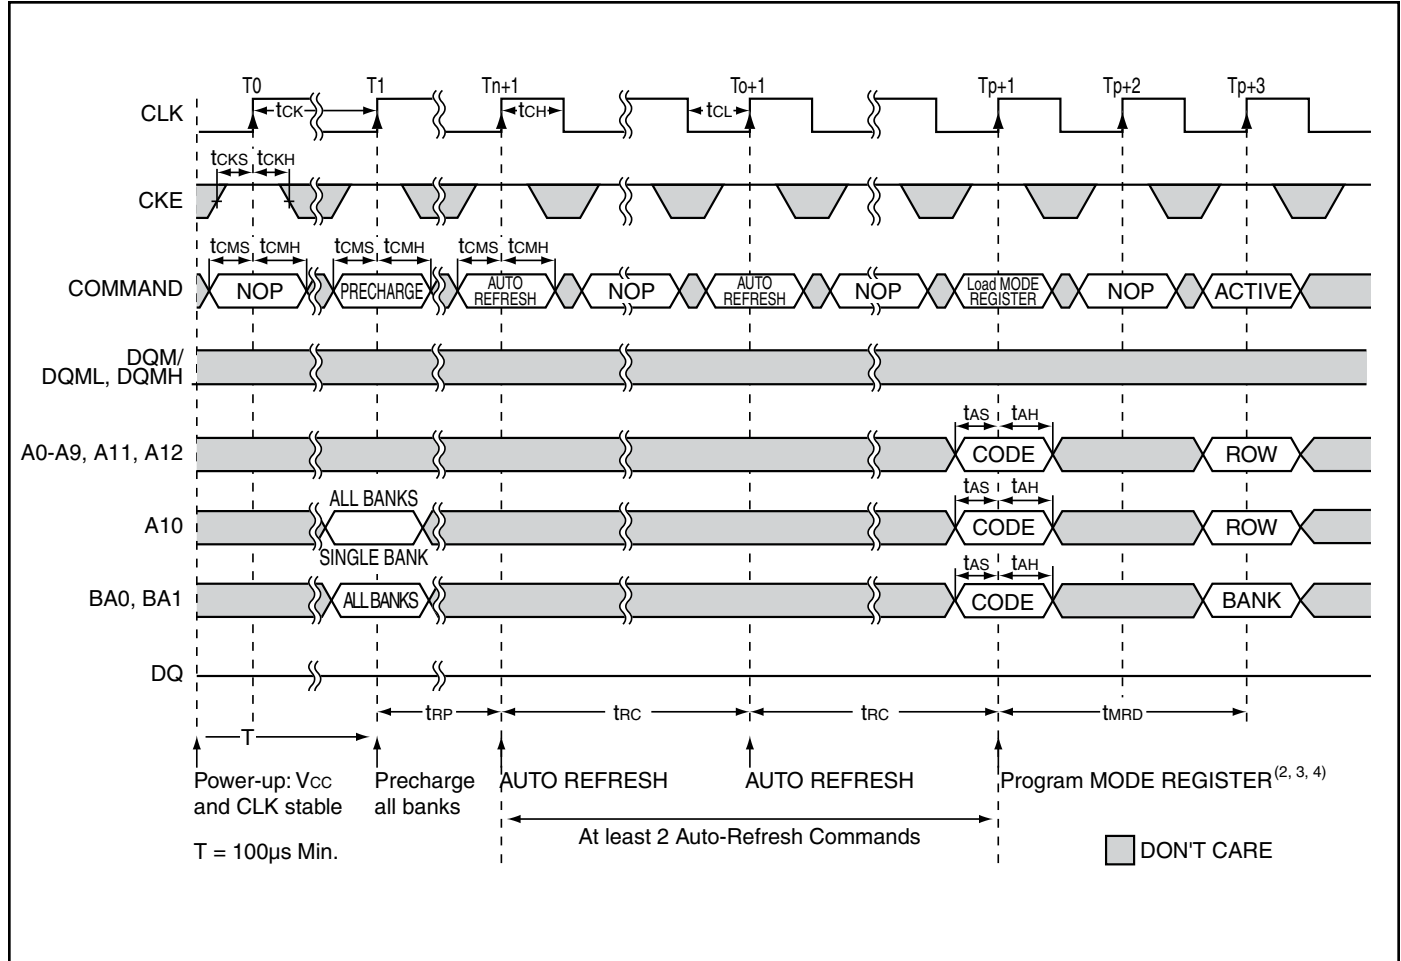 T0 T1 Tn+1 To+1 Tp+1 Tp+2 Tp+3
CLK tCK tCH tCL
tCKS tCKH
CKE
tCMS tCMH tCMS tCMH tCMS tCMH
COMMAND NOP PRECHARGE AUTO REFRESH NOP AUTO REFRESH NOP Load MODE REGISTER NOP ACTIVE
DQM/
DQML, DQMH
tAS tAH
A0-A9, A11, A12 CODE ROW
ALL BANKS tAS tAH
A10 CODE ROW
SINGLE BANK tAS tAH
BA0, BA1 ALL BANKS CODE BANK
DQ
tRP tRC tRC tMRD
T
Power-up: VCC Precharge AUTO REFRESH AUTO REFRESH Program MODE REGISTER(2, 3, 4)
and CLK stable all banks
At least 2 Auto-Refresh Commands
T = 100µs Min. DON'T CARE